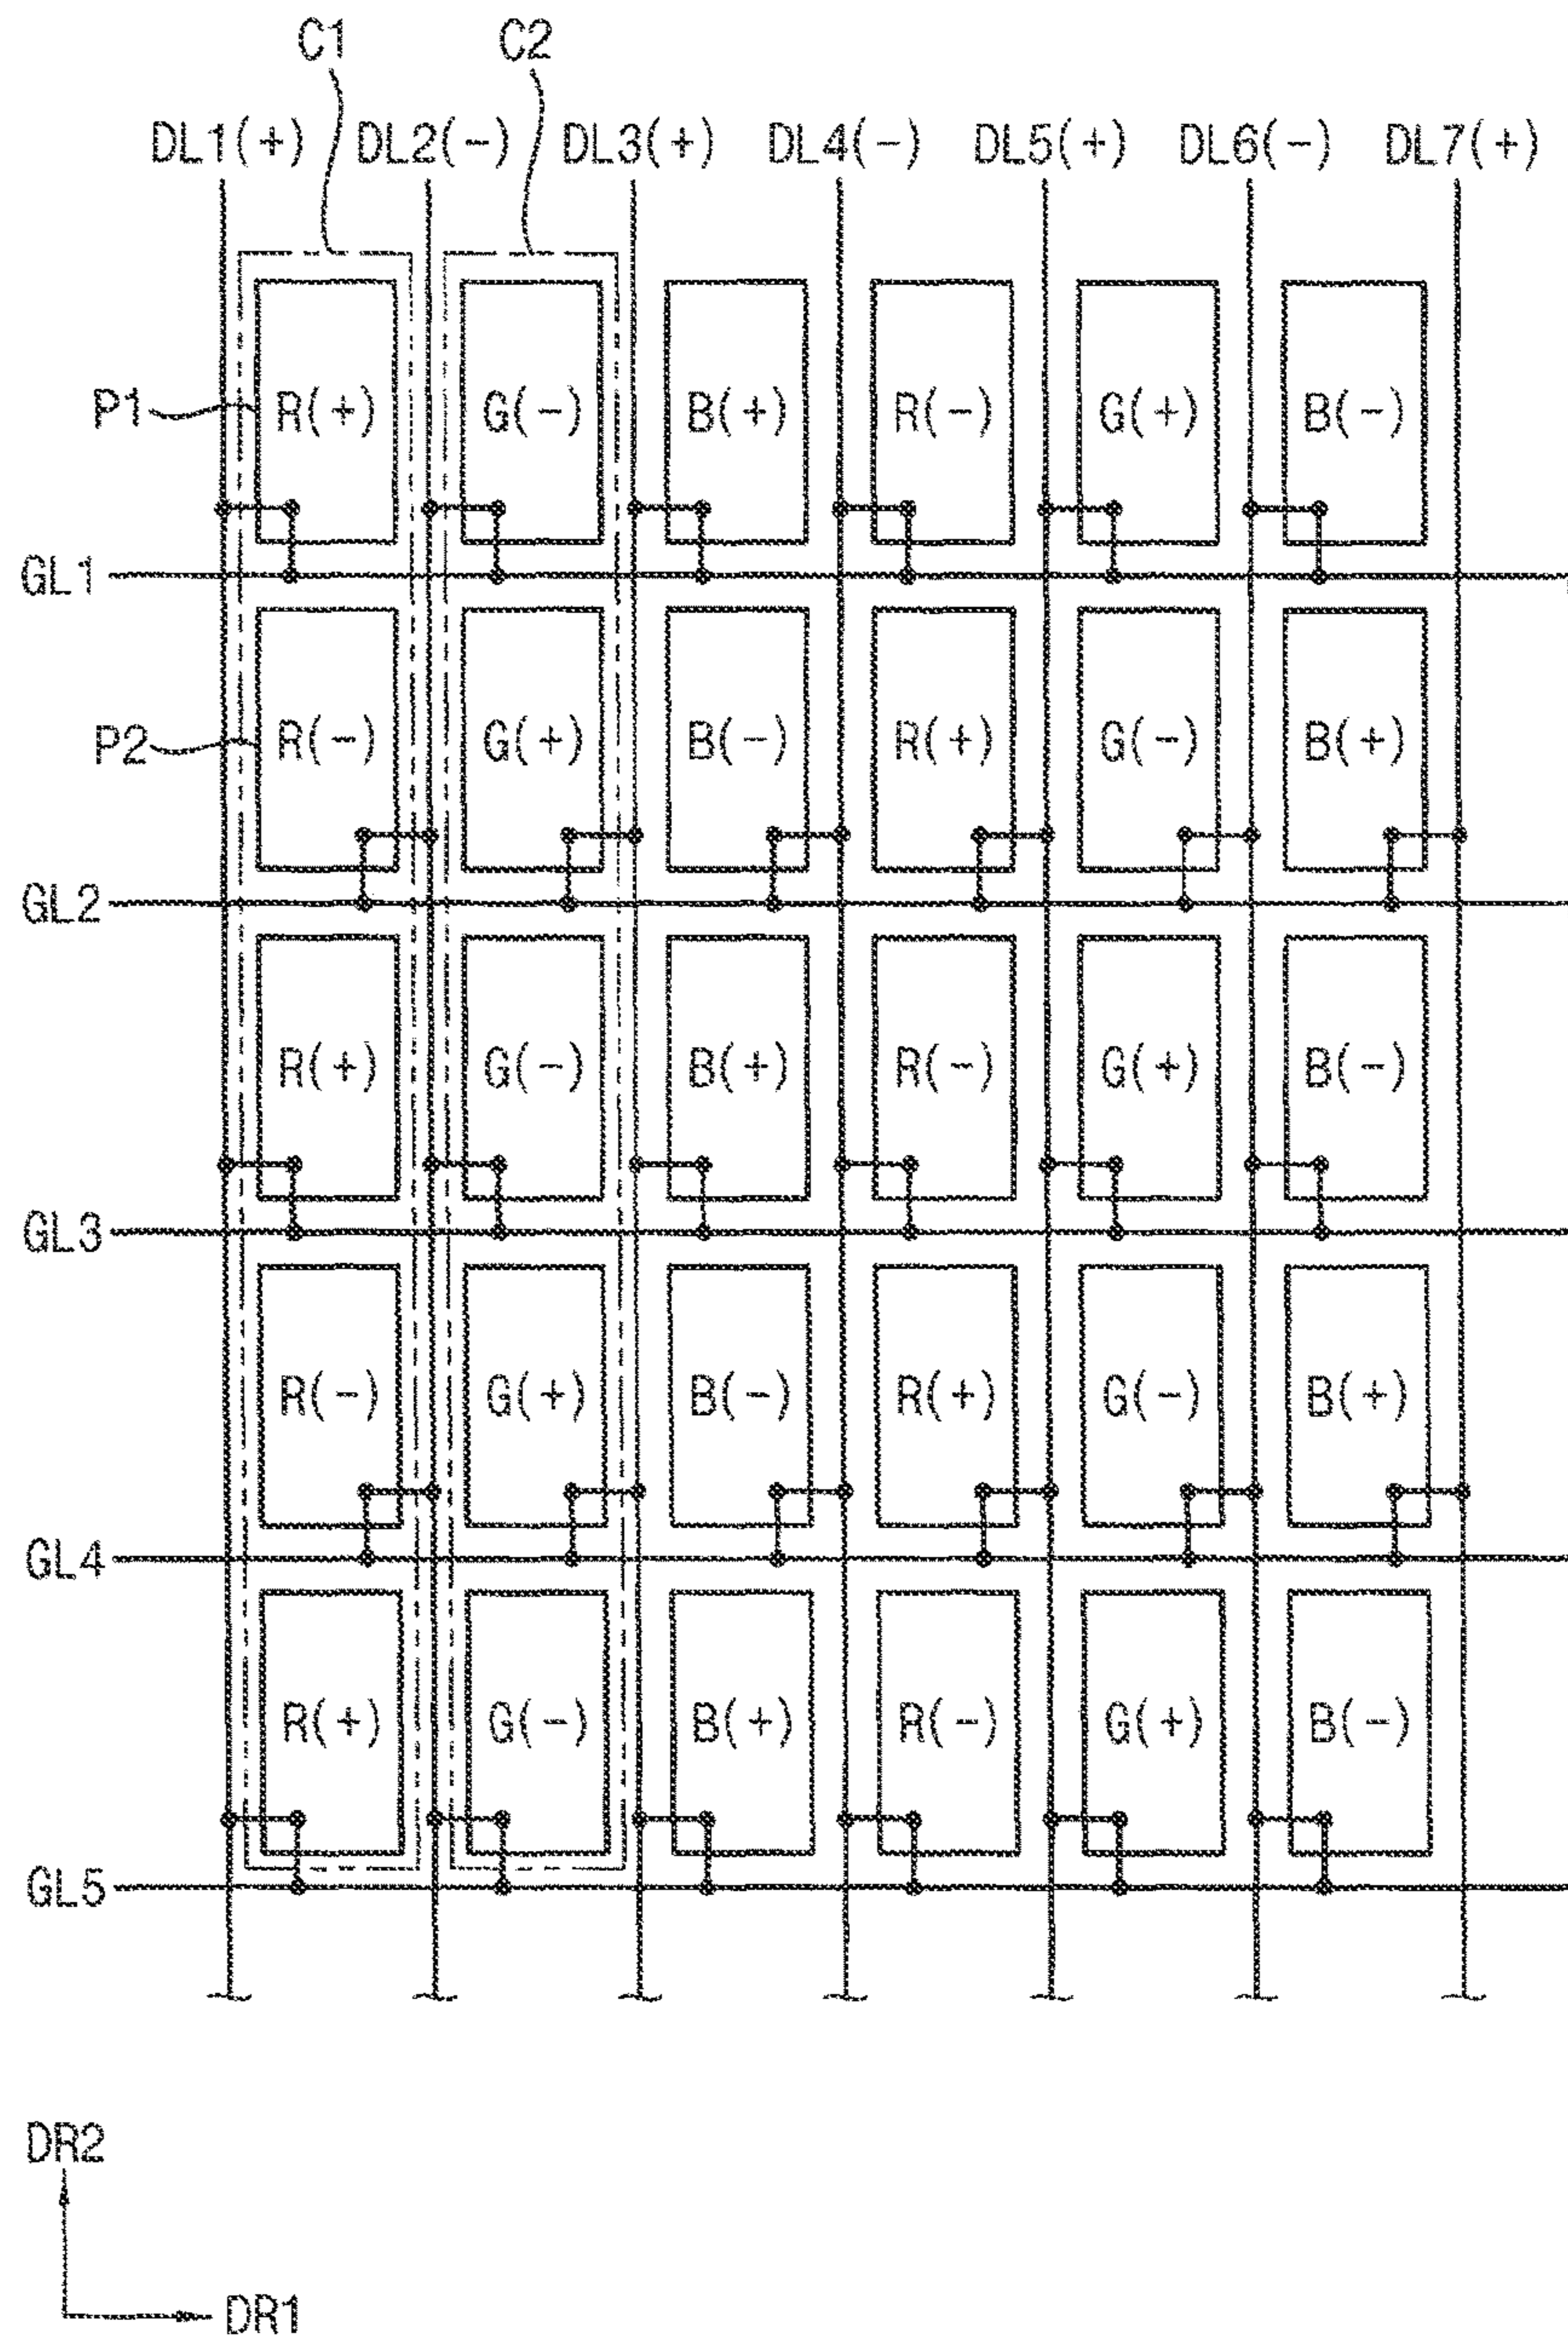 C1 C2
DL1(+) DL2(-) DL3(+) DL4(-) DL5(+) DL6(-) DL7(+)
P1 R(+) G(-) B(+) R(-) G(+) B(-)
GL1
P2 R(-) G(+) B(-) R(+) G(-) B(+)
GL2
R(+) G(-) B(+) R(-) G(+) B(-)
GL3
R(-) G(+) B(-) R(+) G(-) B(+)
GL4
R(+) G(-) B(+) R(-) G(+) B(-)
GL5
DR2
DR1